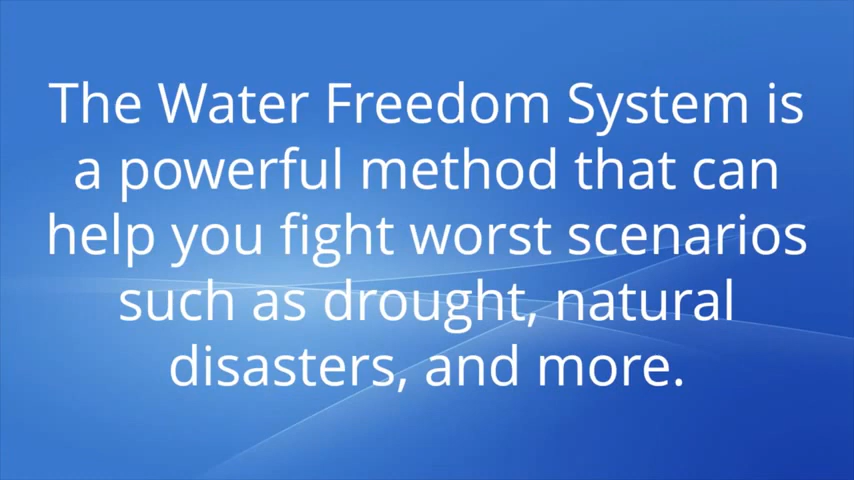 The Water Freedom System is
a powerful method that can
help you fight worst scenarios
such as drought, natural
disasters, and more.